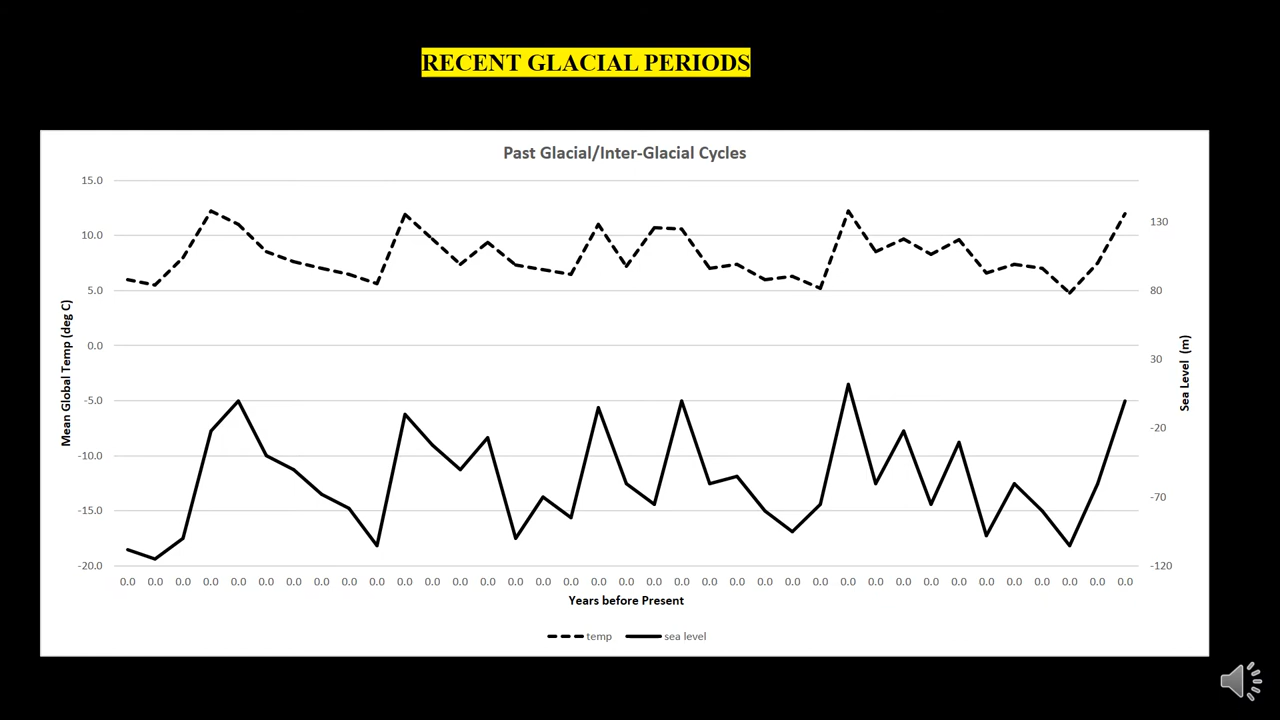 RECENT GLACIAL PERIODS
Past Glacial/Inter-Glacial Cycles
15.0
10.0
5.0
0.0
-5.0
-10.0
-15.0
-20.0
Mean Global Temp (deg C)
130
80
30
-20
-70
-120
Sea Level (m)
0.0 0.0 0.0 0.0 0.0 0.0 0.0 0.0 0.0 0.0 0.0 0.0 0.0 0.0 0.0 0.0 0.0 0.0 0.0 0.0 0.0 0.0 0.0 0.0 0.0 0.0 0.0 0.0 0.0 0.0 0.0 0.0 0.0 0.0 0.0 0.0 0.0
Years before Present
temp sea level